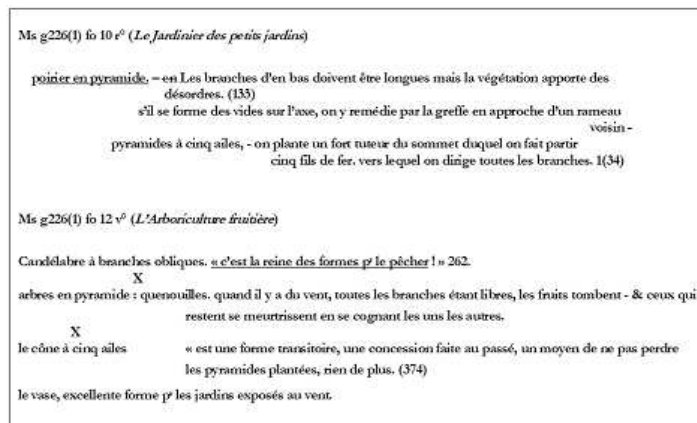 Ms g226(1) fo 10 r° (Le Jardinier des petits jardins)
poirier en pyramide. – en Les branches d'en bas doivent être longues mais la végétation apporte des
désordres. (133)
s'il se forme des vides sur l'axe, on y remédie par la greffe en approche d'un rameau
voisin -
pyramides à cinq ailes, - on plante un fort tuteur du sommet duquel on fait partir
cinq fils de fer. vers lequel on dirige toutes les branches. 1(34)
Ms g226(1) fo 12 v° (L'Arboriculture fruitière)
Candélabre à branches obliques. « c'est la reine des formes pr le pêcher ! » 262.
X
arbres en pyramide : quenouilles. quand il y a du vent, toutes les branches étant libres, les fruits tombent - & ceux qui
restent se meurtrissent en se cognant les uns les autres.
X
le cône à cinq ailes « est une forme transitoire, une concession faite au passé, un moyen de ne pas perdre
les pyramides plantées, rien de plus. (374)
le vase, excellente forme pr les jardins exposés au vent.